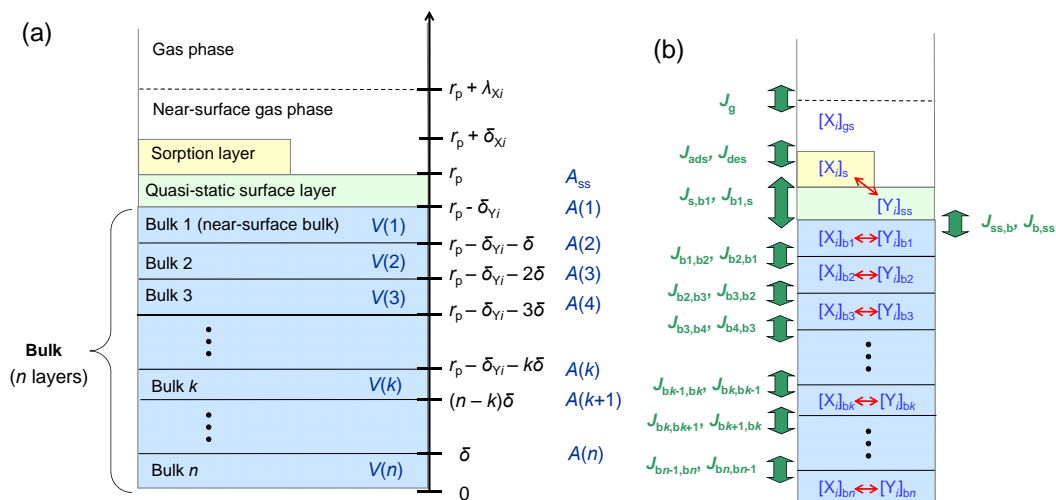 (a)
Gas phase
r_p + λ_Xi
Near-surface gas phase
r_p + δ_Xi
Sorption layer
r_p
Quasi-static surface layer
A_ss
r_p - δ_Yi
A(1)
Bulk 1 (near-surface bulk)
V(1)
r_p – δ_Yi – δ
A(2)
Bulk 2
V(2)
r_p – δ_Yi – 2δ
A(3)
Bulk 3
V(3)
r_p – δ_Yi – 3δ
A(4)
Bulk
(n layers)
r_p – δ_Yi – kδ
A(k)
Bulk k
V(k)
(n – k)δ
A(k+1)
δ
A(n)
Bulk n
V(n)
0
(b)
J_g
[X_i]_gs
J_ads, J_des
[X_i]_s
J_s,b1, J_b1,s
[Y_i]_ss
J_ss,b, J_b,ss
[X_i]_b1 [Y_i]_b1
J_b1,b2, J_b2,b1
[X_i]_b2 [Y_i]_b2
J_b2,b3, J_b3,b2
[X_i]_b3 [Y_i]_b3
J_b3,b4, J_b4,b3
J_bk-1,bk, J_bk,bk-1
[X_i]_bk [Y_i]_bk
J_bk,bk+1, J_bk+1,bk
J_bn-1,bn, J_bn,bn-1
[X_i]_bn [Y_i]_bn